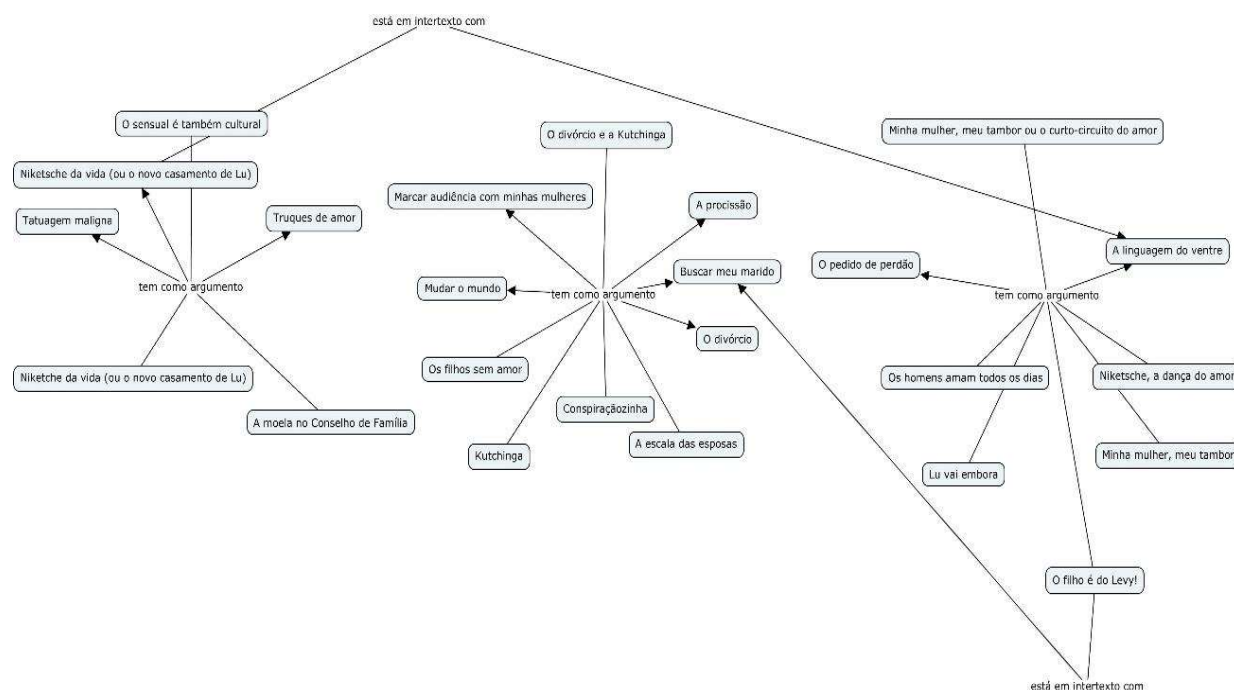 está em intertexto com
O sensual é também cultural
Niketsche da vida (ou o novo casamento de Lu)
Tatuagem maligna
Truques de amor
tem como argumento
Niketche da vida (ou o novo casamento de Lu)
A moela no Conselho de Família
O divórcio e a Kutchinga
Marcar audiência com minhas mulheres
A procissão
Mudar o mundo
Buscar meu marido
tem como argumento
O divórcio
Os filhos sem amor
Conspiraçãozinha
Kutchinga
A escala das esposas
Minha mulher, meu tambor ou o curto-circuito do amor
A linguagem do ventre
O pedido de perdão
tem como argumento
Os homens amam todos os dias
Niketsche, a dança do amor
Minha mulher, meu tambor
Lu vai embora
O filho é do Levy!
está em intertexto com